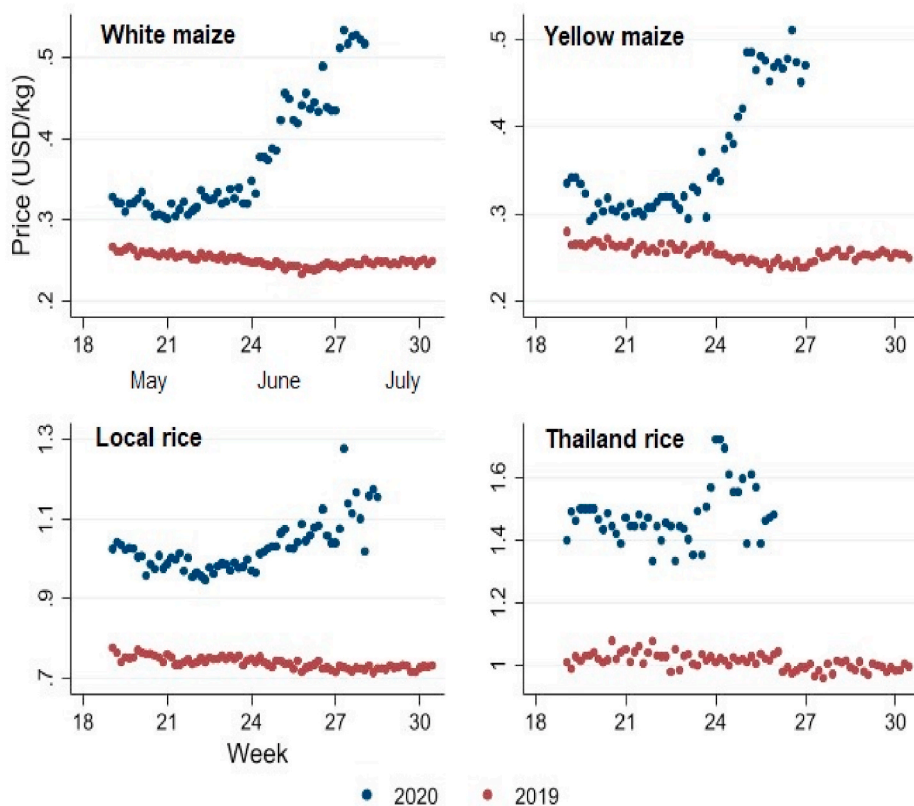 White maize
Yellow maize
Price (USD/kg)
.5
.4
.3
.2
18 21 24 27 30
May June July
.5
.4
.3
.2
18 21 24 27 30
Local rice
1.3
1.1
.9
.7
18 21 24 27 30
Week
Thailand rice
1.6
1.4
1.2
1
18 21 24 27 30
2020 2019